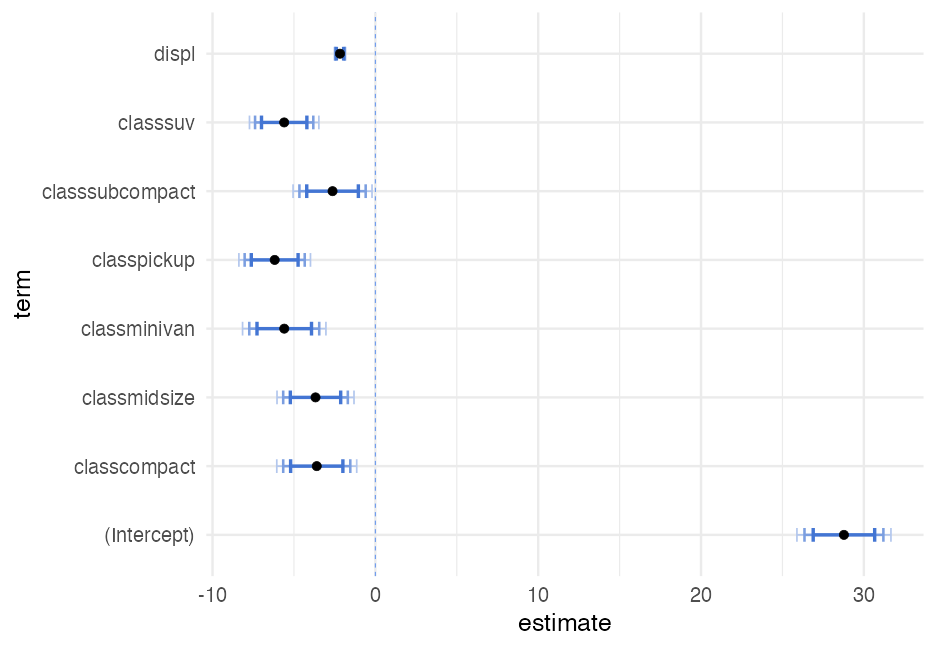 displ
classsuv
classsubcompact
classpickup
classminivan
classmidsize
classcompact
(Intercept)
term
-10 0 10 20 30
estimate